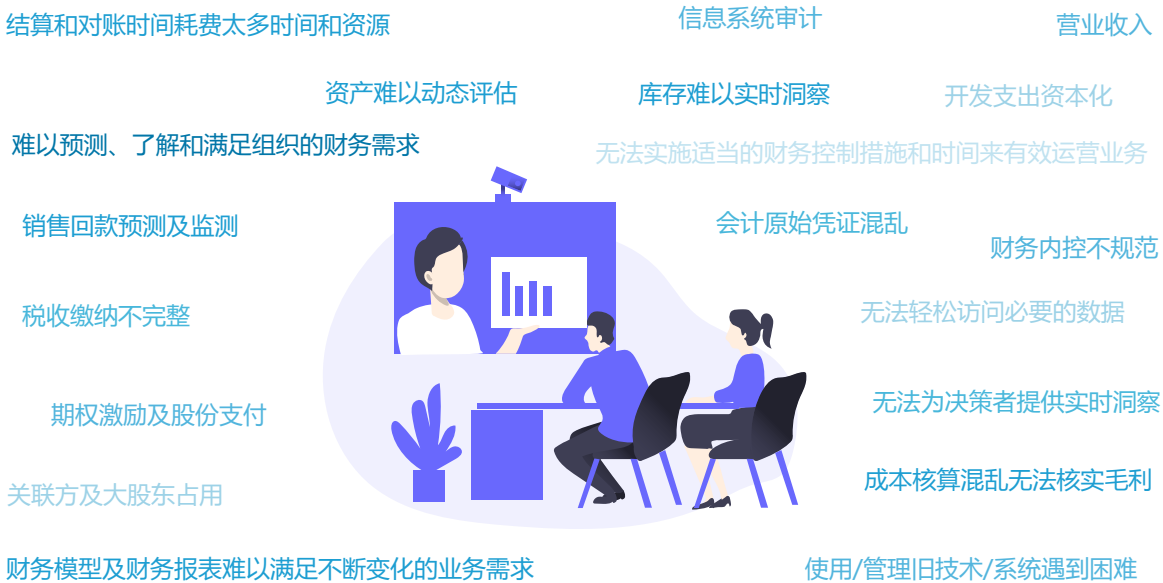 结算和对账时间耗费太多时间和资源
信息系统审计
营业收入
资产难以动态评估
库存难以实时洞察
开发支出资本化
难以预测、了解和满足组织的财务需求
无法实施适当的财务控制措施和时间来有效运营业务
销售回款预测及监测
会计原始凭证混乱
财务内控不规范
税收缴纳不完整
无法轻松访问必要的数据
期权激励及股份支付
无法为决策者提供实时洞察
关联方及大股东占用
成本核算混乱无法核实毛利
财务模型及财务报表难以满足不断变化的业务需求
使用/管理旧技术/系统遇到困难